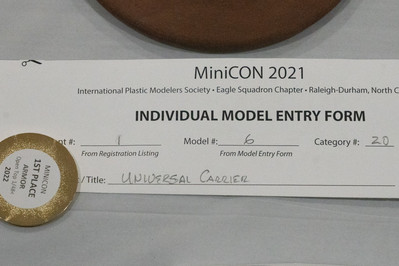 MiniCON 2021
International Plastic Modelers Society • Eagle Squadron Chapter • Raleigh-Durham, North C
INDIVIDUAL MODEL ENTRY FORM
nt #: 1 Model #: 6 Category #: 20
From Registration Listing From Model Entry Form
/Title: UNIVERSAL CARRIER
MINICON
1ST PLACE
ARMOR
2022